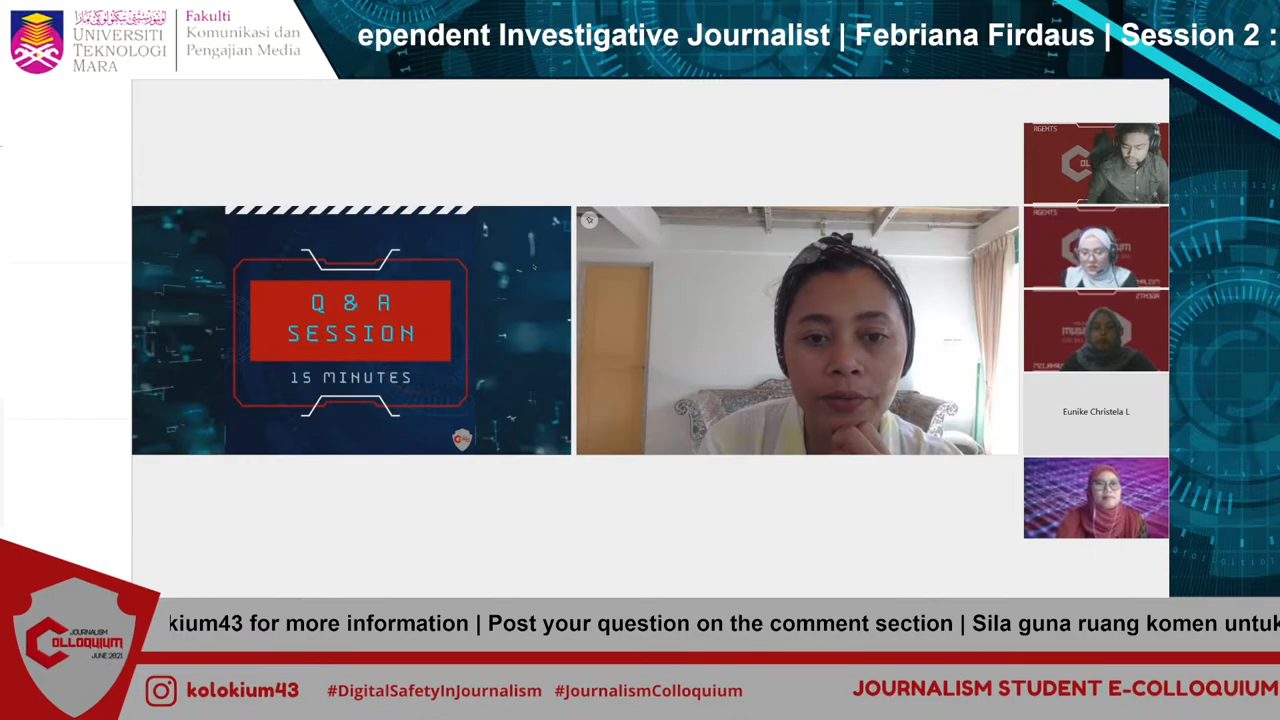 UNIVERSITI
TEKNOLOGI
MARA
Fakulti
Komunikasi dan
Pengajian Media
ependent Investigative Journalist | Febriana Firdaus | Session 2 :
Q & A
SESSION
15 MINUTES
AGENTS
AGENTS
Eunike Christela L
JOURNALISM
COLLOQUIUM
JUNE 2021
kium43 for more information | Post your question on the comment section | Sila guna ruang komen untuk
kolokium43
#DigitalSafetyInJournalism #JournalismColloquium
JOURNALISM STUDENT E-COLLOQUIUM